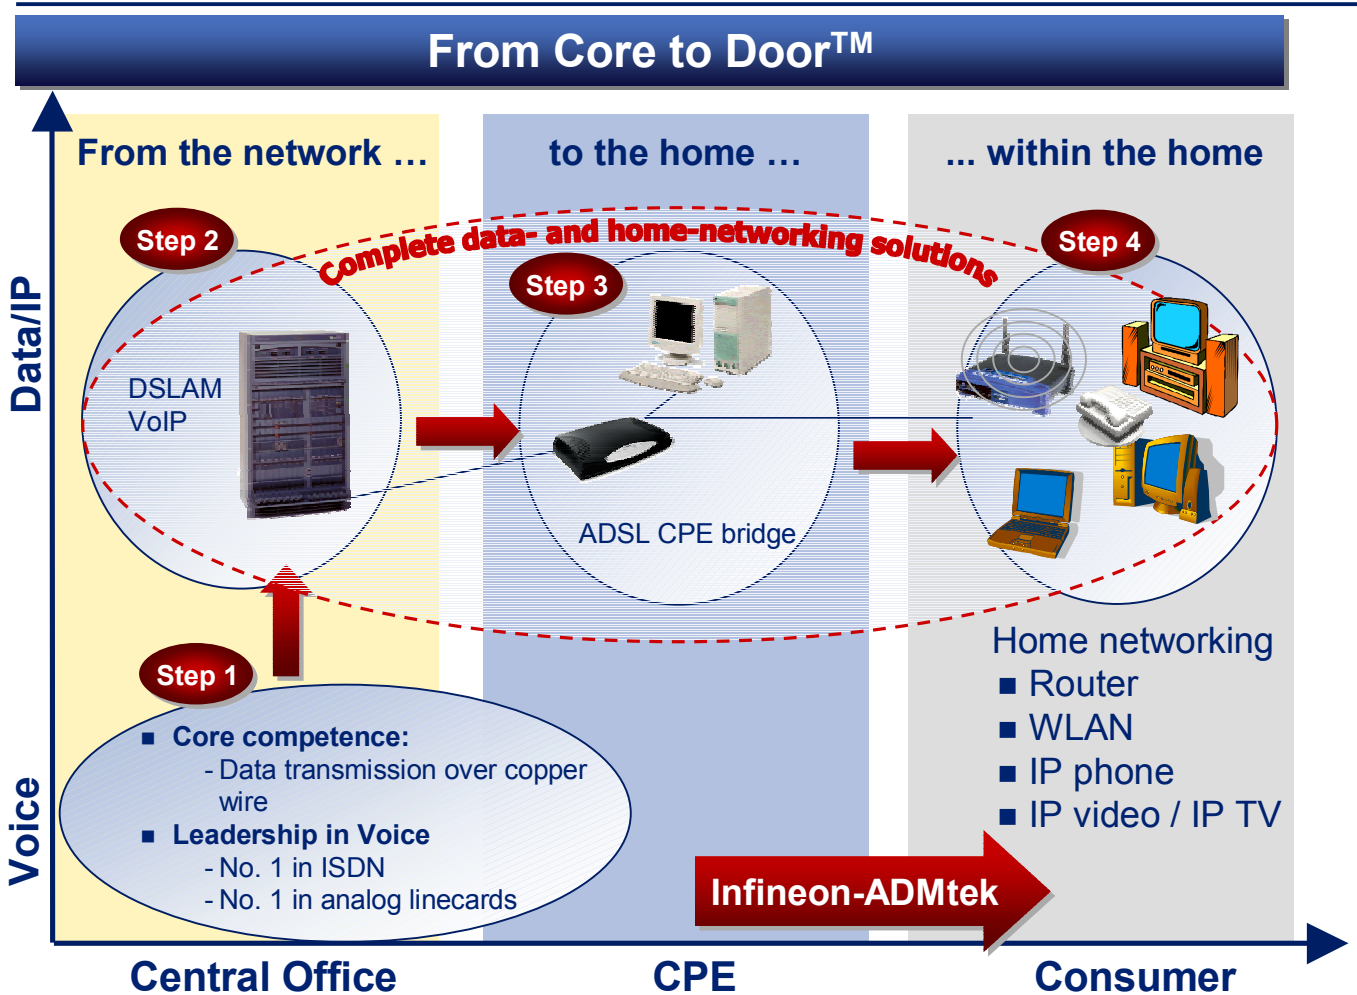 From Core to Door™
From the network …
to the home …
... within the home
Complete data- and home-networking solutions
Step 2
Step 3
Step 4
Data/IP
DSLAM
VoIP
ADSL CPE bridge
Step 1
■ Core competence:
- Data transmission over copper
wire
■ Leadership in Voice
- No. 1 in ISDN
- No. 1 in analog linecards
Home networking
■ Router
■ WLAN
■ IP phone
■ IP video / IP TV
Voice
Infineon-ADMtek
Central Office
CPE
Consumer